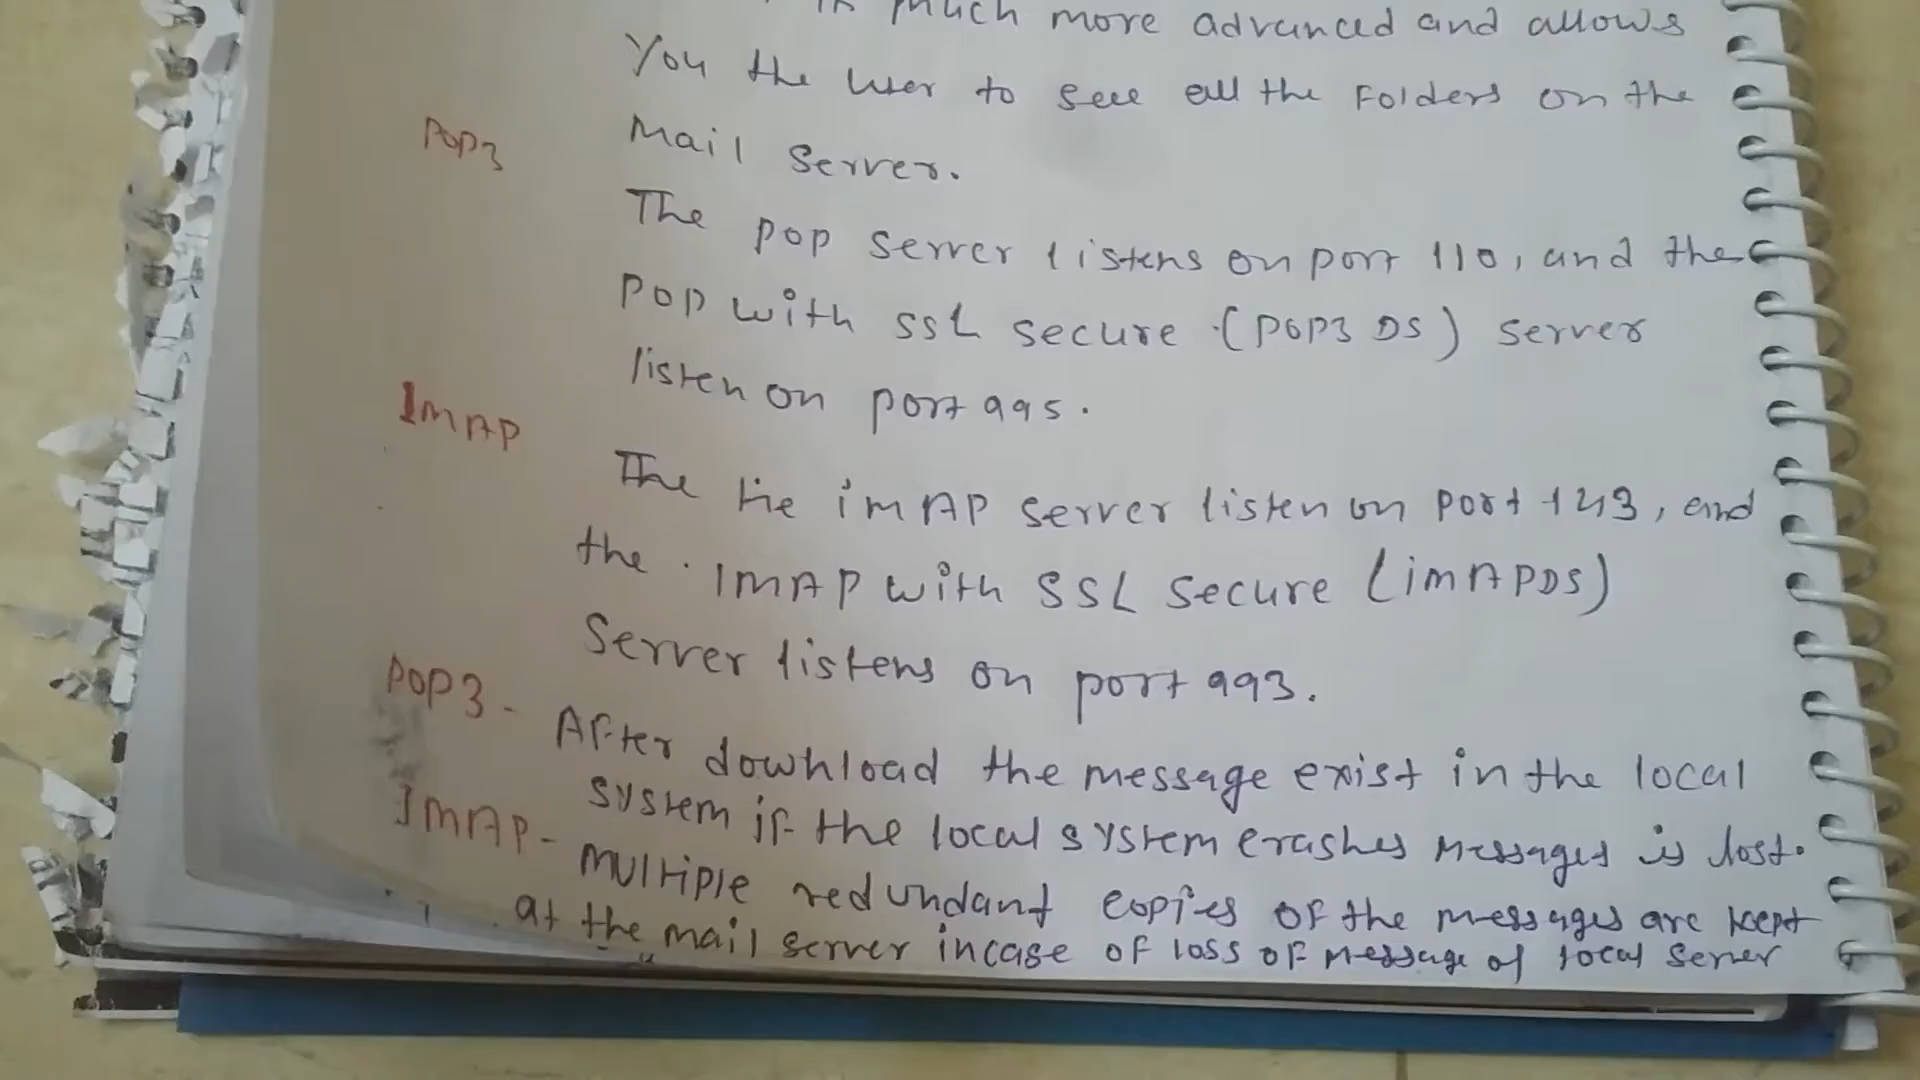 much more advanced and allows
You the user to see all the Folders on the
Mail Server.
POP3
The pop server listens on port 110, and the
POP with SSL secure (POP3 DS) server
listen on port 995.
IMAP
The tie imAP server listen on port 143, and
the IMAP with SSL Secure (imAPDS)
Server listens on port 993.
POP3 - After download the message exist in the local
system if the local system crashes messages is lost.
IMAP - Multiple redundant copies of the messages are kept
at the mail server incase of loss of message of local server